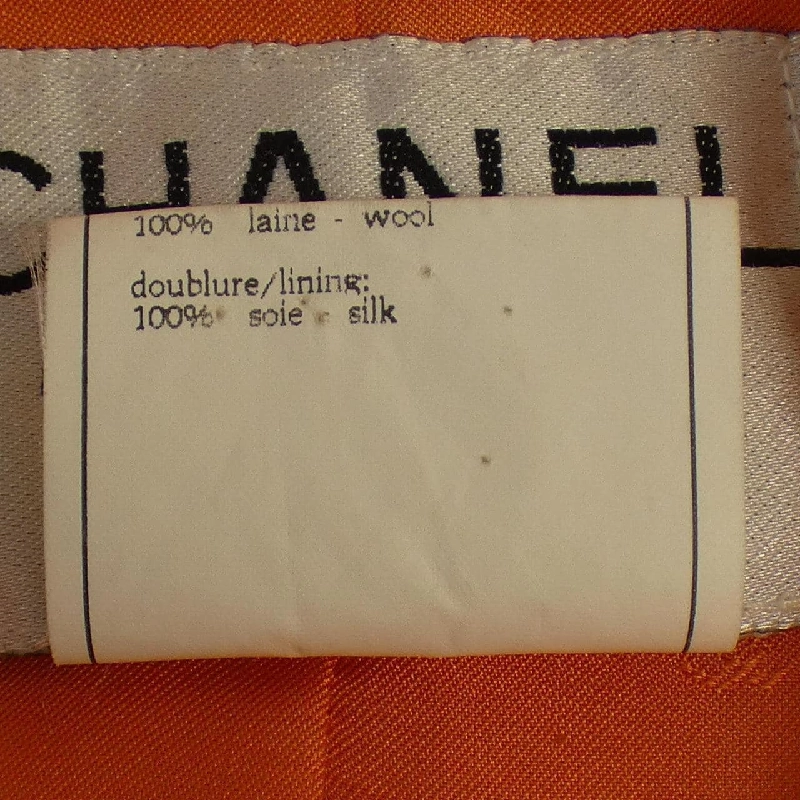 CHANEL
100% laine - wool
doublure/lining:
100% soie - silk